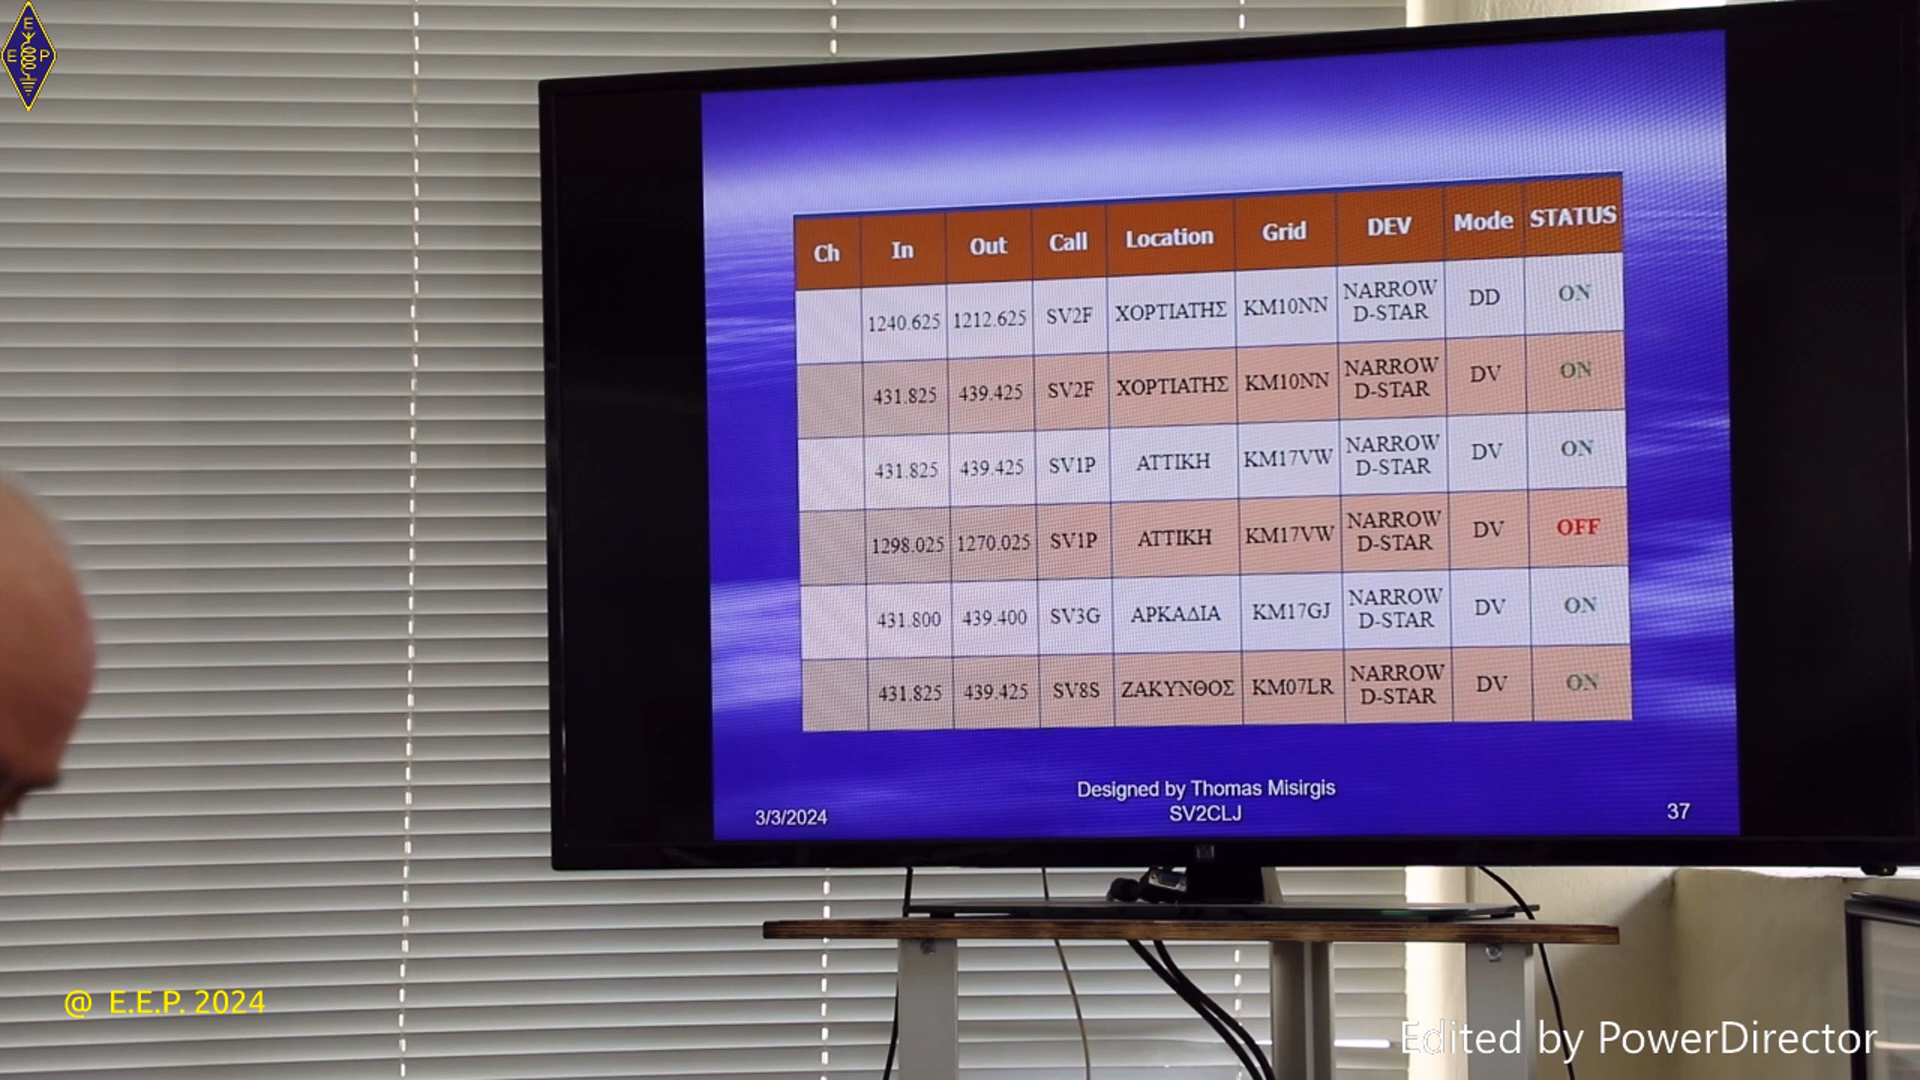 E
E P
Ch In Out Call Location Grid DEV Mode STATUS
1240.625 1212.625 SV2F ΧΟΡΤΙΑΤΗΣ KM10NN NARROW D-STAR DD ON
431.825 439.425 SV2F ΧΟΡΤΙΑΤΗΣ KM10NN NARROW D-STAR DV ON
431.825 439.425 SV1P ΑΤΤΙΚΗ KM17VW NARROW D-STAR DV ON
1298.025 1270.025 SV1P ΑΤΤΙΚΗ KM17VW NARROW D-STAR DV OFF
431.800 439.400 SV3G ΑΡΚΑΔΙΑ KM17GJ NARROW D-STAR DV ON
431.825 439.425 SV8S ΖΑΚΥΝΘΟΣ KM07LR NARROW D-STAR DV ON
Designed by Thomas Misirgis
3/3/2024 SV2CLJ 37
@ E.E.P. 2024
Edited by PowerDirector